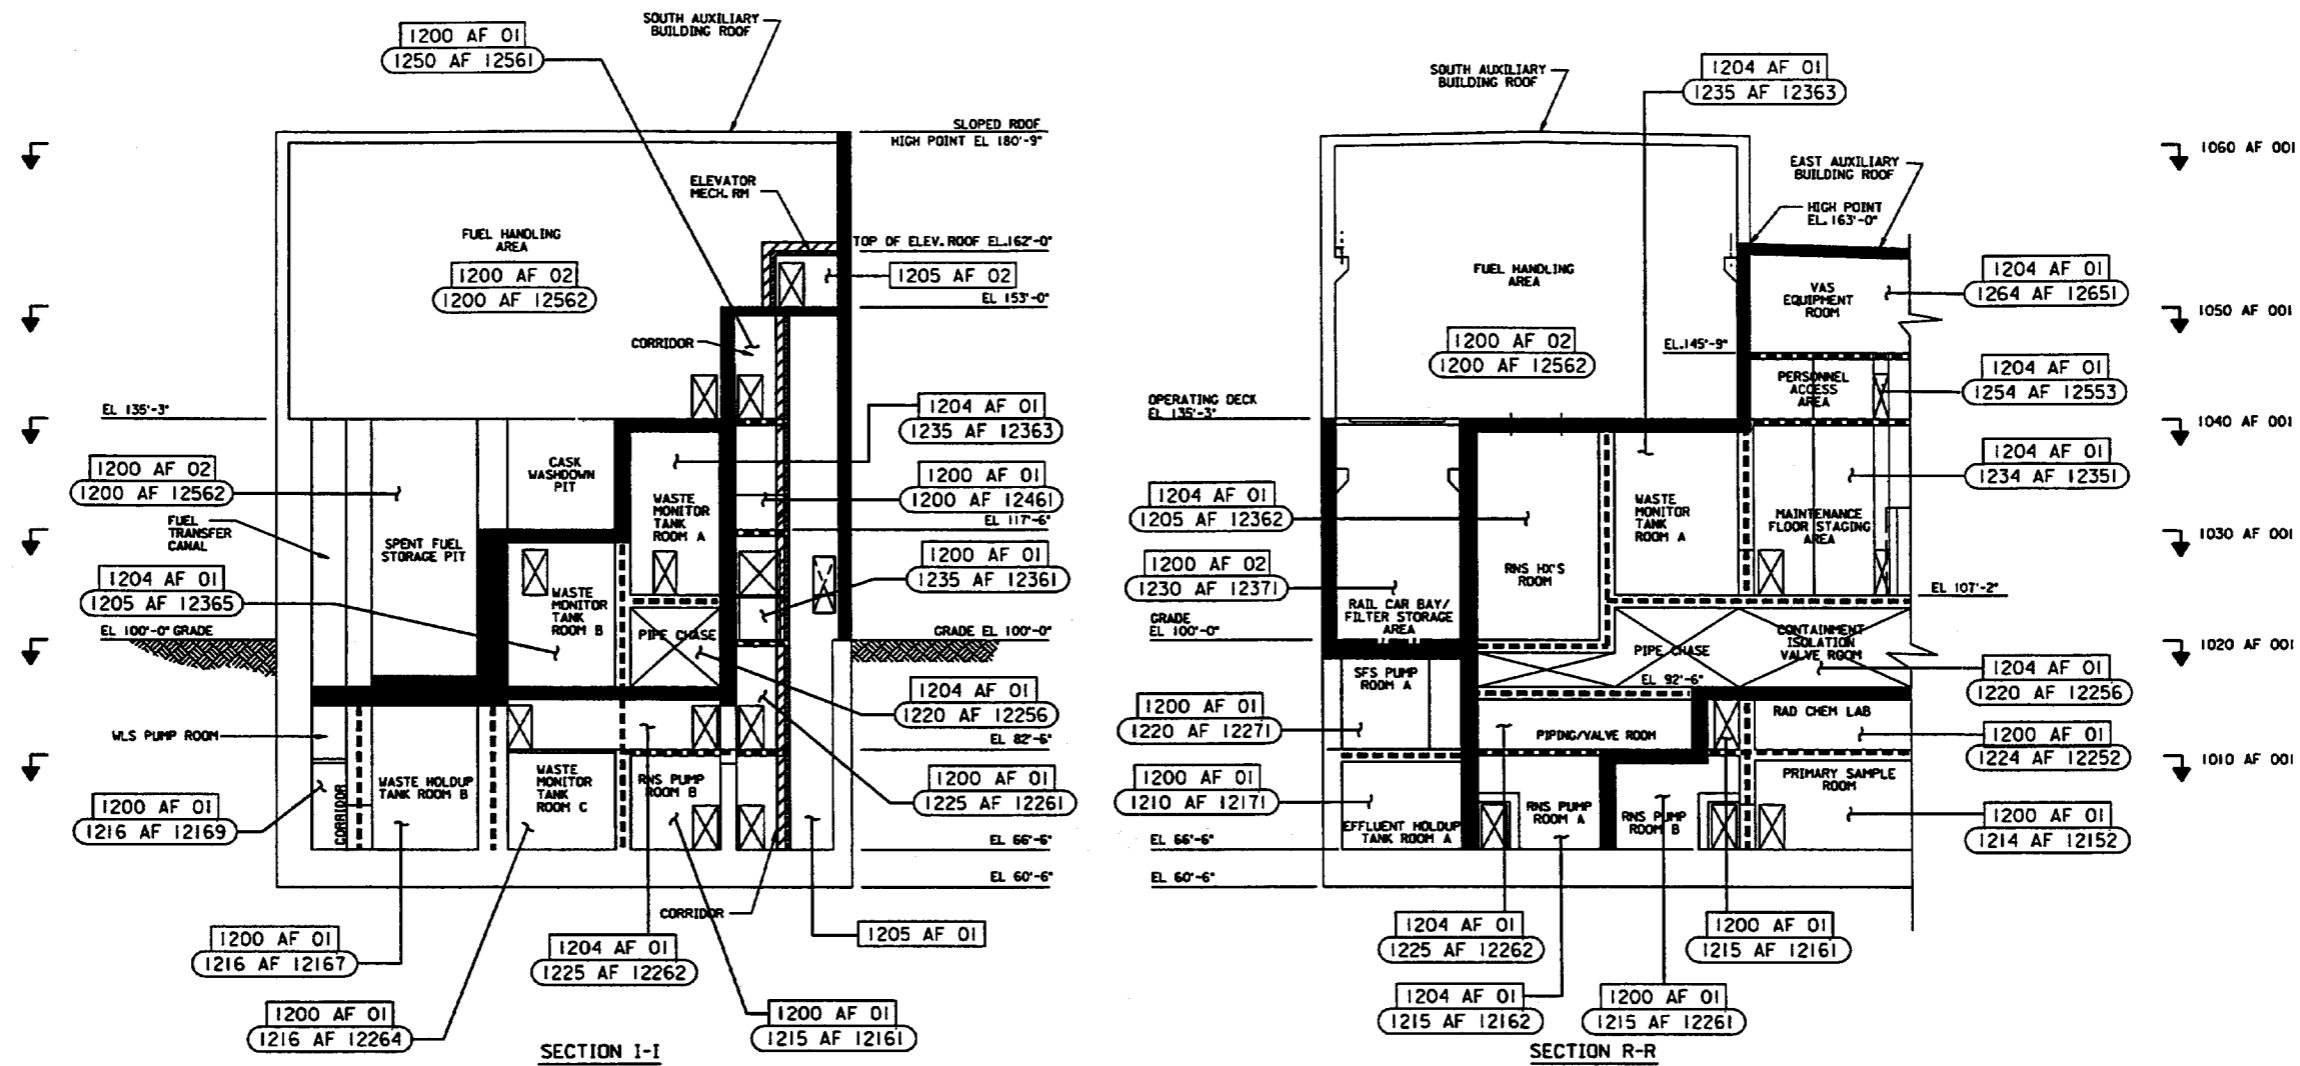 SOUTH AUXILIARY
BUILDING ROOF
1200 AF 01
1250 AF 12561
SLOPED ROOF
HIGH POINT EL 180'-9"
ELEVATOR
MECH. RM
FUEL HANDLING
AREA
1200 AF 02
1200 AF 12562
TOP OF ELEV. ROOF EL.162'-0"
1205 AF 02
EL 153'-0"
CORRIDOR
EL 135'-3"
1204 AF 01
1235 AF 12363
1200 AF 02
1200 AF 12562
CASK
WASHDOWN
PIT
WASTE
MONITOR
TANK
ROOM A
1200 AF 01
1200 AF 12461
EL 117'-6"
FUEL
TRANSFER
CANAL
SPENT FUEL
STORAGE PIT
1204 AF 01
1205 AF 12365
WASTE
MONITOR
TANK
ROOM B
1200 AF 01
1235 AF 12361
EL 100'-0" GRADE
PIPE CHASE
GRADE EL 100'-0"
1204 AF 01
1220 AF 12256
WLS PUMP ROOM
EL 82'-6"
WASTE HOLDUP
TANK ROOM B
WASTE
MONITOR
TANK
ROOM C
RNS PUMP
ROOM B
1200 AF 01
1225 AF 12261
1200 AF 01
1216 AF 12169
CORRIDOR
EL 66'-6"
EL 60'-6"
CORRIDOR
1205 AF 01
1200 AF 01
1216 AF 12167
1204 AF 01
1225 AF 12262
1200 AF 01
1216 AF 12264
1200 AF 01
1215 AF 12161
SECTION I-I
SOUTH AUXILIARY
BUILDING ROOF
1204 AF 01
1235 AF 12363
1060 AF 001
EAST AUXILIARY
BUILDING ROOF
HIGH POINT
EL. 163'-0"
FUEL HANDLING
AREA
VAS
EQUIPMENT
ROOM
1204 AF 01
1264 AF 12651
1050 AF 001
1200 AF 02
1200 AF 12562
EL.145'-9"
PERSONNEL
ACCESS
AREA
1204 AF 01
1254 AF 12553
OPERATING DECK
EL 135'-3"
1040 AF 001
1204 AF 01
1234 AF 12351
1204 AF 01
1205 AF 12362
WASTE
MONITOR
TANK
ROOM A
MAINTENANCE
FLOOR STAGING
AREA
1030 AF 001
1200 AF 02
1230 AF 12371
RNS HX'S
ROOM
EL 107'-2"
RAIL CAR BAY/
FILTER STORAGE
AREA
GRADE
EL 100'-0"
CONTAINMENT
ISOLATION
VALVE ROOM
1020 AF 001
PIPE CHASE
EL 92'-6"
1204 AF 01
1220 AF 12256
SFS PUMP
ROOM A
1200 AF 01
1220 AF 12271
RAD CHEM LAB
PIPING/VALVE ROOM
1200 AF 01
1224 AF 12252
1010 AF 001
1200 AF 01
1210 AF 12171
PRIMARY SAMPLE
ROOM
RNS PUMP
ROOM A
RNS PUMP
ROOM B
1200 AF 01
1214 AF 12152
EFFLUENT HOLDUP
TANK ROOM A
EL 66'-6"
EL 60'-6"
1204 AF 01
1225 AF 12262
1200 AF 01
1215 AF 12161
1204 AF 01
1215 AF 12162
1200 AF 01
1215 AF 12261
SECTION R-R